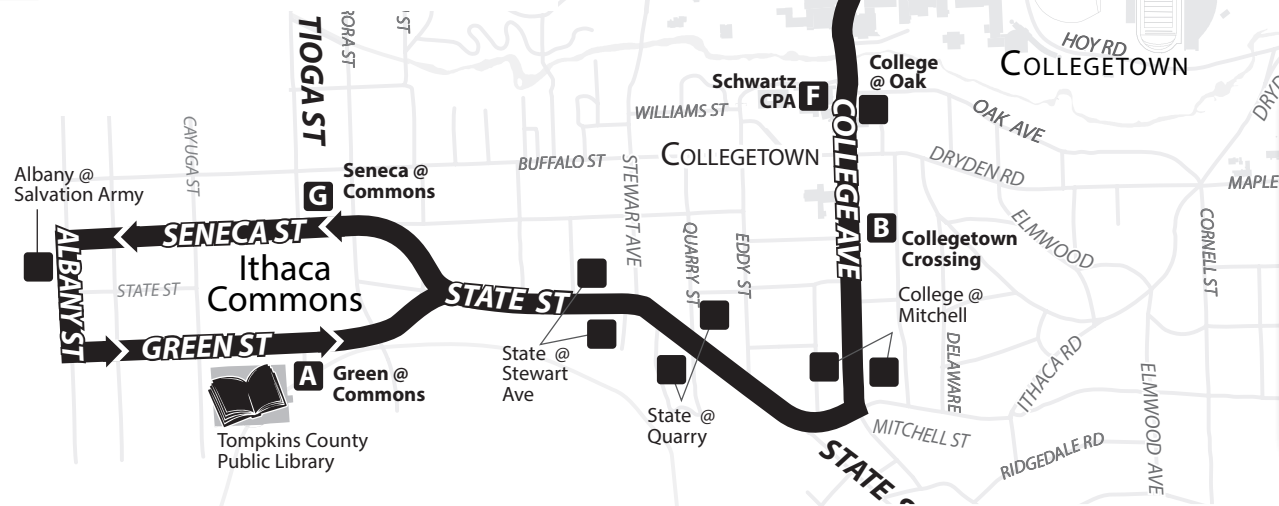 TIOGA ST
CAYUGA ST
HOY RD
COLLEGETOWN
College
@ Oak
Schwartz
CPA
F
COLLEGE AVE
OAK AVE
WILLIAMS ST
COLLEGETOWN
BUFFALO ST
STEWART AVE
DRYDEN RD
MAPLE
Albany @
Salvation Army
G
Seneca @
Commons
SENECA ST
ALBANY ST
Ithaca
Commons
STATE ST
GREEN ST
STATE ST
QUARRY ST
EDDY ST
B
Collegetown
Crossing
ELMWOOD
CORNELL ST
College @
Mitchell
State @
Stewart
Ave
A
Green @
Commons
Tompkins County
Public Library
State @
Quarry
DELAWARE
ITHACA RD
ELMWOOD AVE
MITCHELL ST
RIDGEDALE RD
STATE